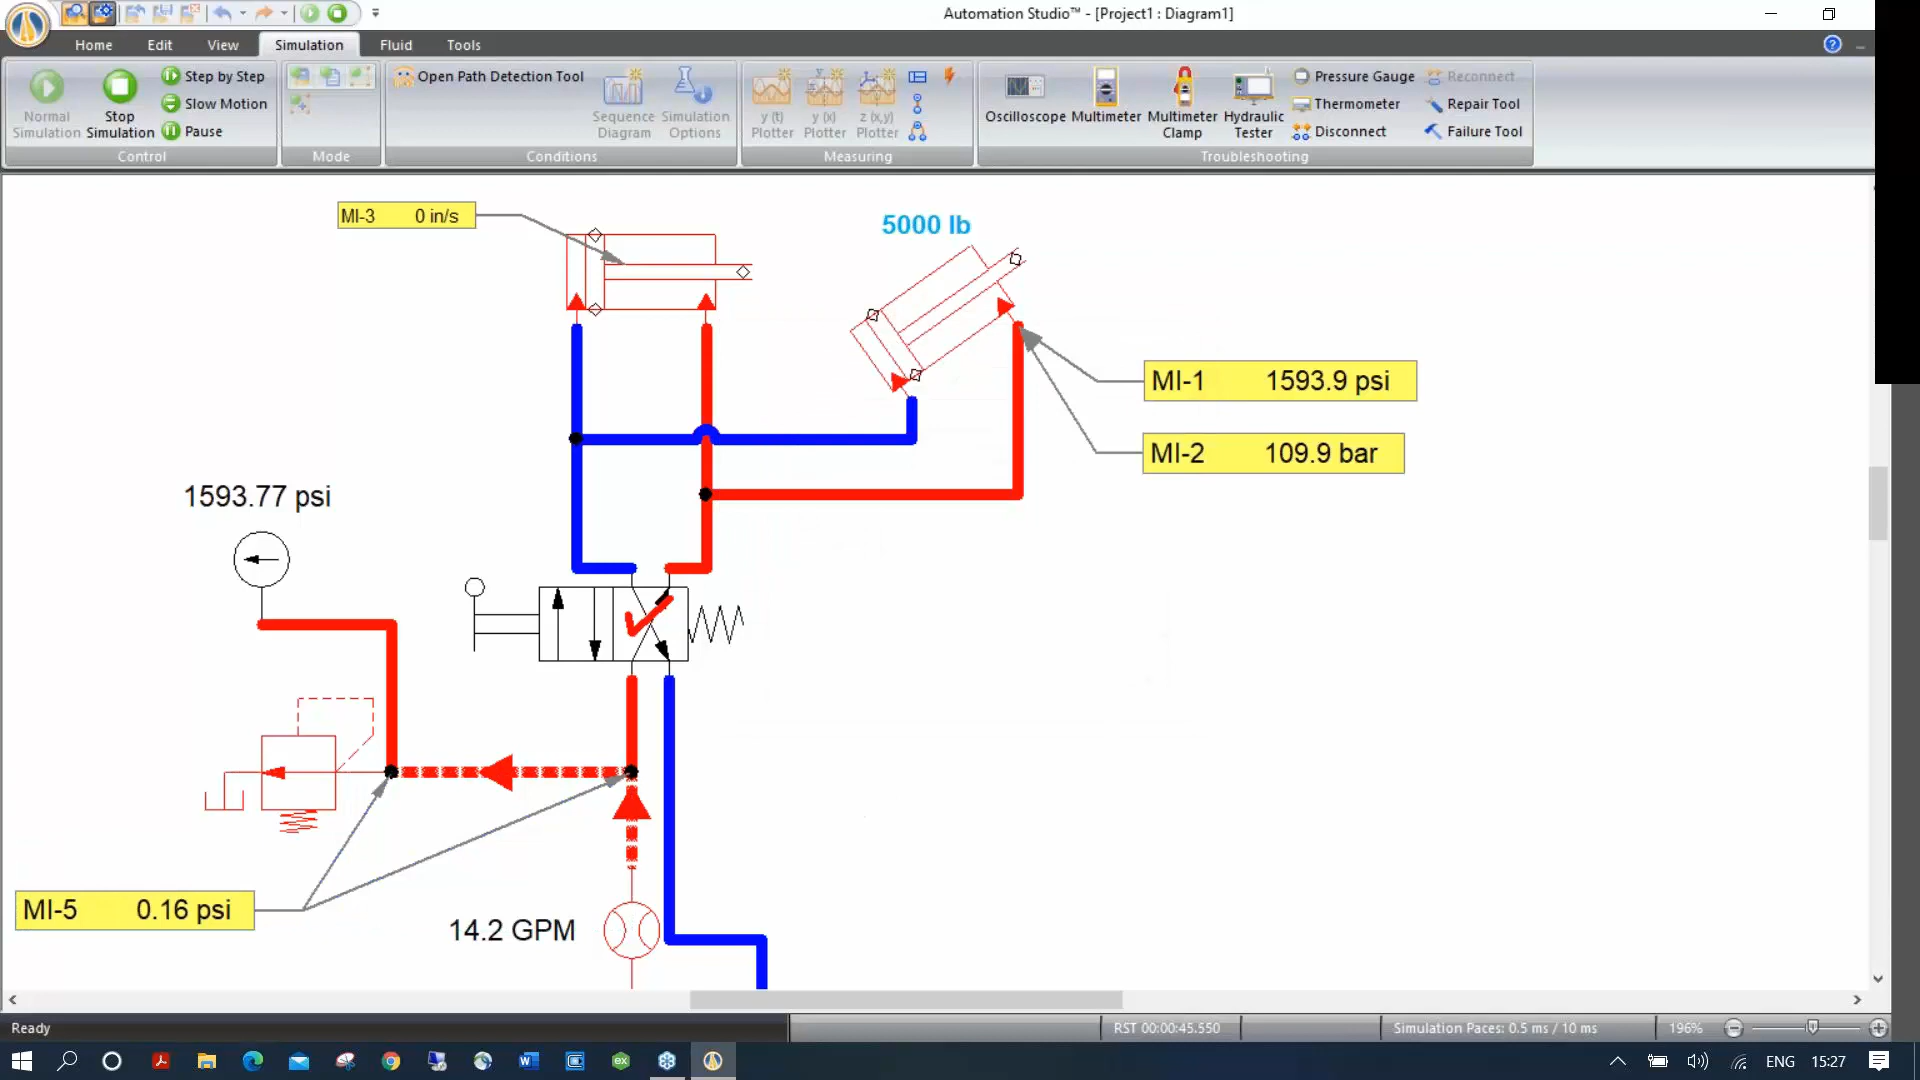 Automation Studio™ - [Project1 : Diagram1]
Home Edit View Simulation Fluid Tools
Normal Simulation
Stop Simulation
Step by Step
Slow Motion
Pause
Control
Mode
Open Path Detection Tool
Sequence Diagram
Simulation Options
Conditions
y (t) Plotter
y (x) Plotter
z (x,y) Plotter
Measuring
Oscilloscope
Multimeter
Multimeter Clamp
Hydraulic Tester
Pressure Gauge
Thermometer
Disconnect
Reconnect
Repair Tool
Failure Tool
Troubleshooting
MI-3 0 in/s
5000 lb
MI-1 1593.9 psi
MI-2 109.9 bar
1593.77 psi
MI-5 0.16 psi
14.2 GPM
Ready
RST 00:00:45.550
Simulation Paces: 0.5 ms / 10 ms
196%
ENG
15:27